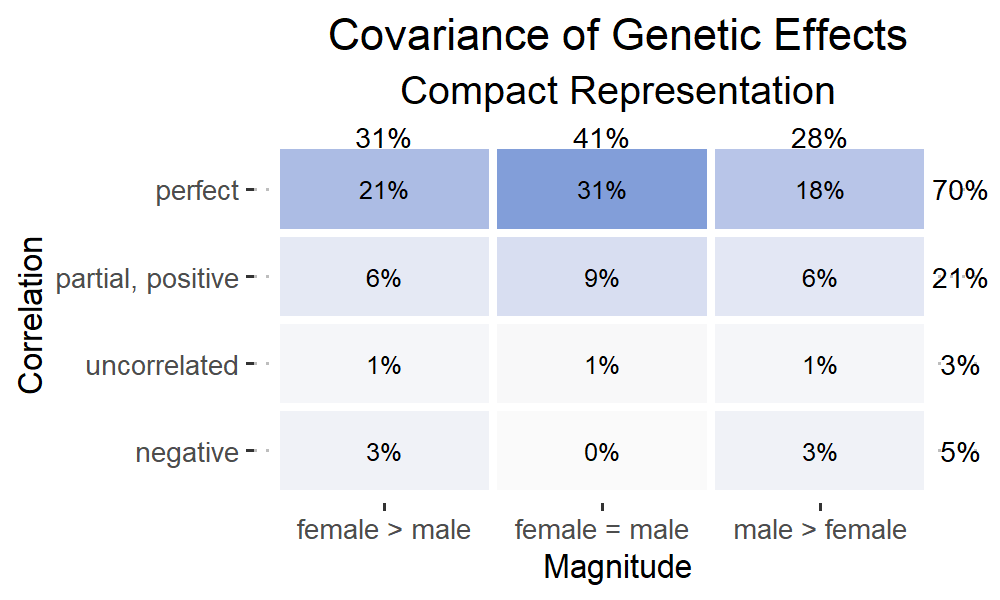 Covariance of Genetic Effects
Compact Representation
31% 41% 28%
perfect 21% 31% 18% 70%
partial, positive 6% 9% 6% 21%
uncorrelated 1% 1% 1% 3%
negative 3% 0% 3% 5%
female > male female = male male > female
Magnitude
Correlation